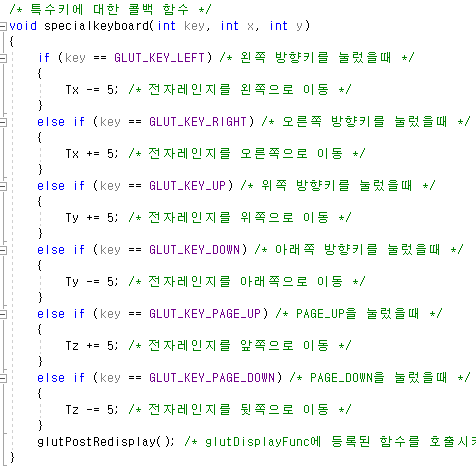 /* 특수키에 대한 콜백 함수 */
void specialkeyboard(int key, int x, int y)
{
if (key == GLUT_KEY_LEFT) /* 왼쪽 방향키를 눌렀을때 */
{
Tx -= 5; /* 전자레인지를 왼쪽으로 이동 */
}
else if (key == GLUT_KEY_RIGHT) /* 오른쪽 방향키를 눌렀을때 */
{
Tx += 5; /* 전자레인지를 오른쪽으로 이동 */
}
else if (key == GLUT_KEY_UP) /* 위쪽 방향키를 눌렀을때 */
{
Ty += 5; /* 전자레인지를 위쪽으로 이동 */
}
else if (key == GLUT_KEY_DOWN) /* 아래쪽 방향키를 눌렀을때 */
{
Ty -= 5; /* 전자레인지를 아래쪽으로 이동 */
}
else if (key == GLUT_KEY_PAGE_UP) /* PAGE_UP을 눌렀을때 */
{
Tz += 5; /* 전자레인지를 앞쪽으로 이동 */
}
else if (key == GLUT_KEY_PAGE_DOWN) /* PAGE_DOWN을 눌렀을때 */
{
Tz -= 5; /* 전자레인지를 뒷쪽으로 이동 */
}
glutPostRedisplay(); /* glutDisplayFunc에 등록된 함수를 호출시
}